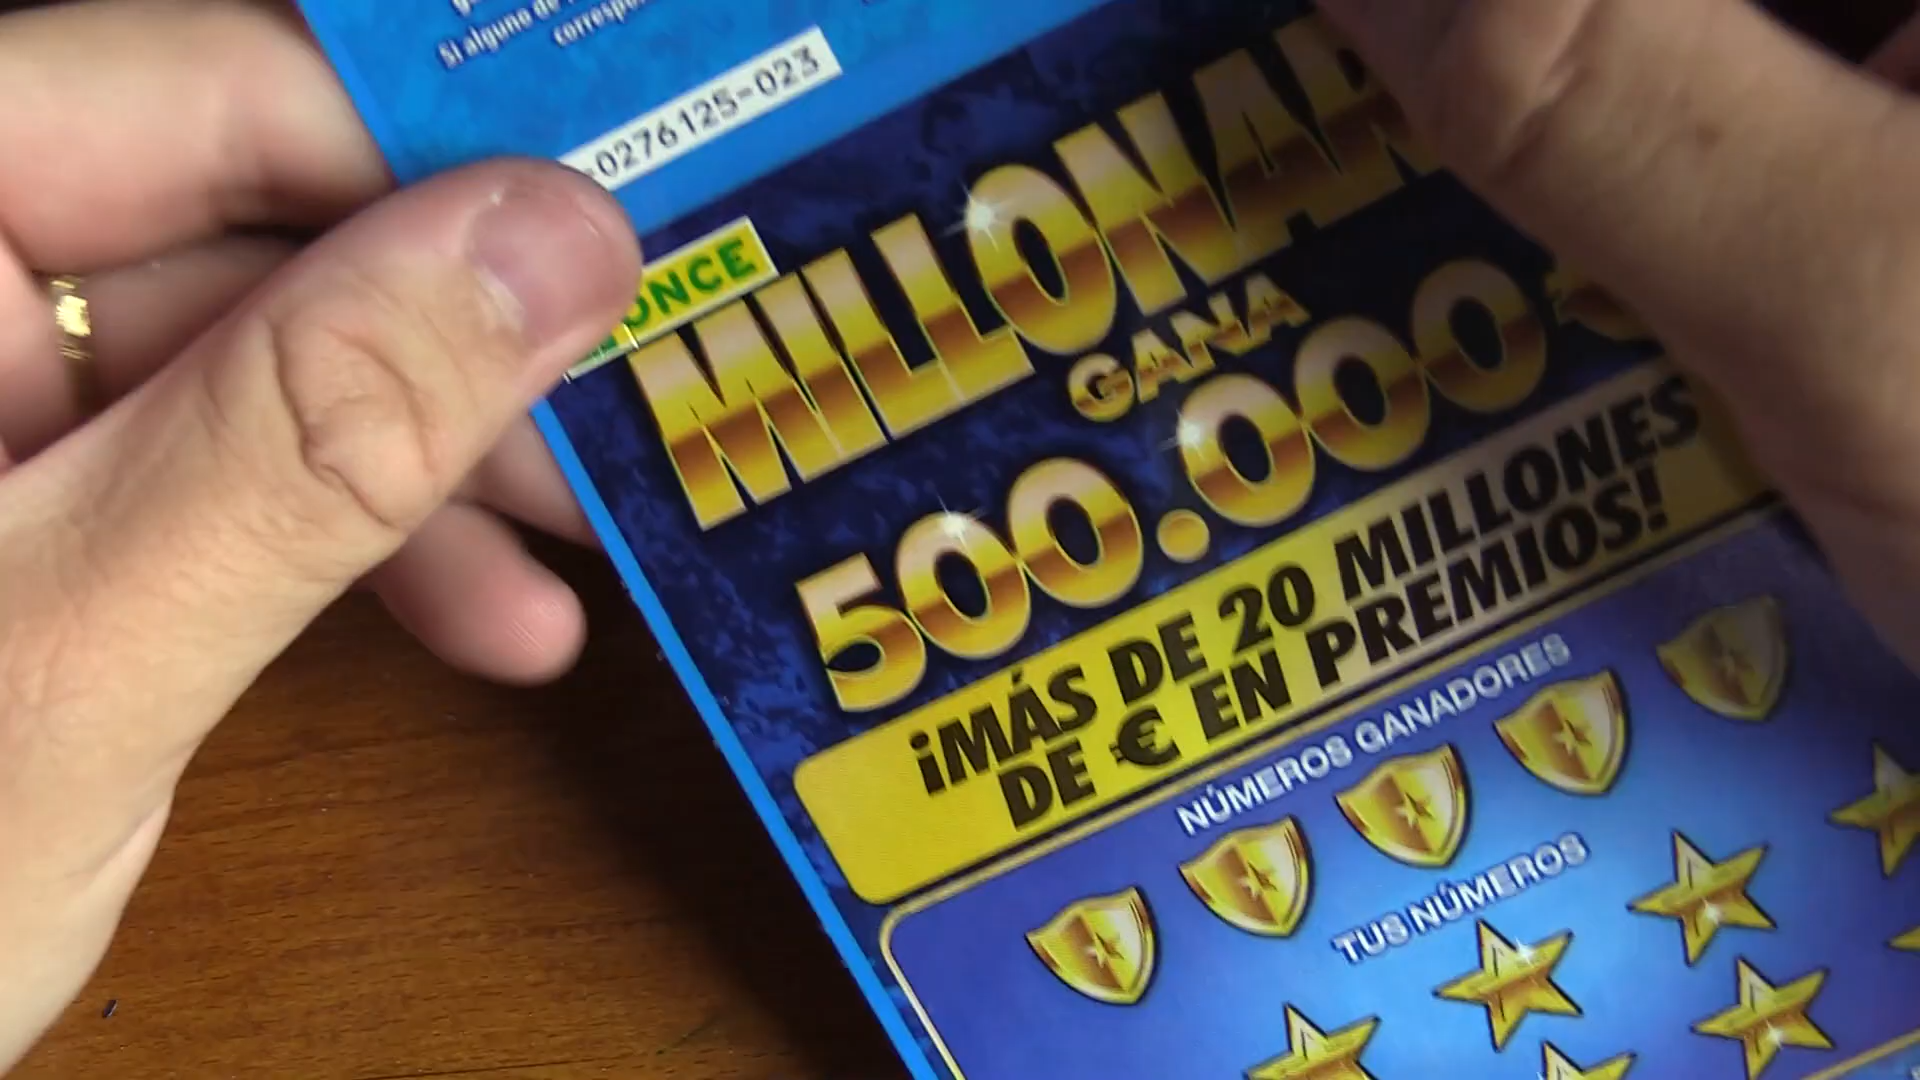 Si alguno de
-0276125-023
ONCE
MILLONAR
GANA
500.000€
¡MÁS DE 20 MILLONES
DE € EN PREMIOS!
NÚMEROS GANADORES
TUS NÚMEROS